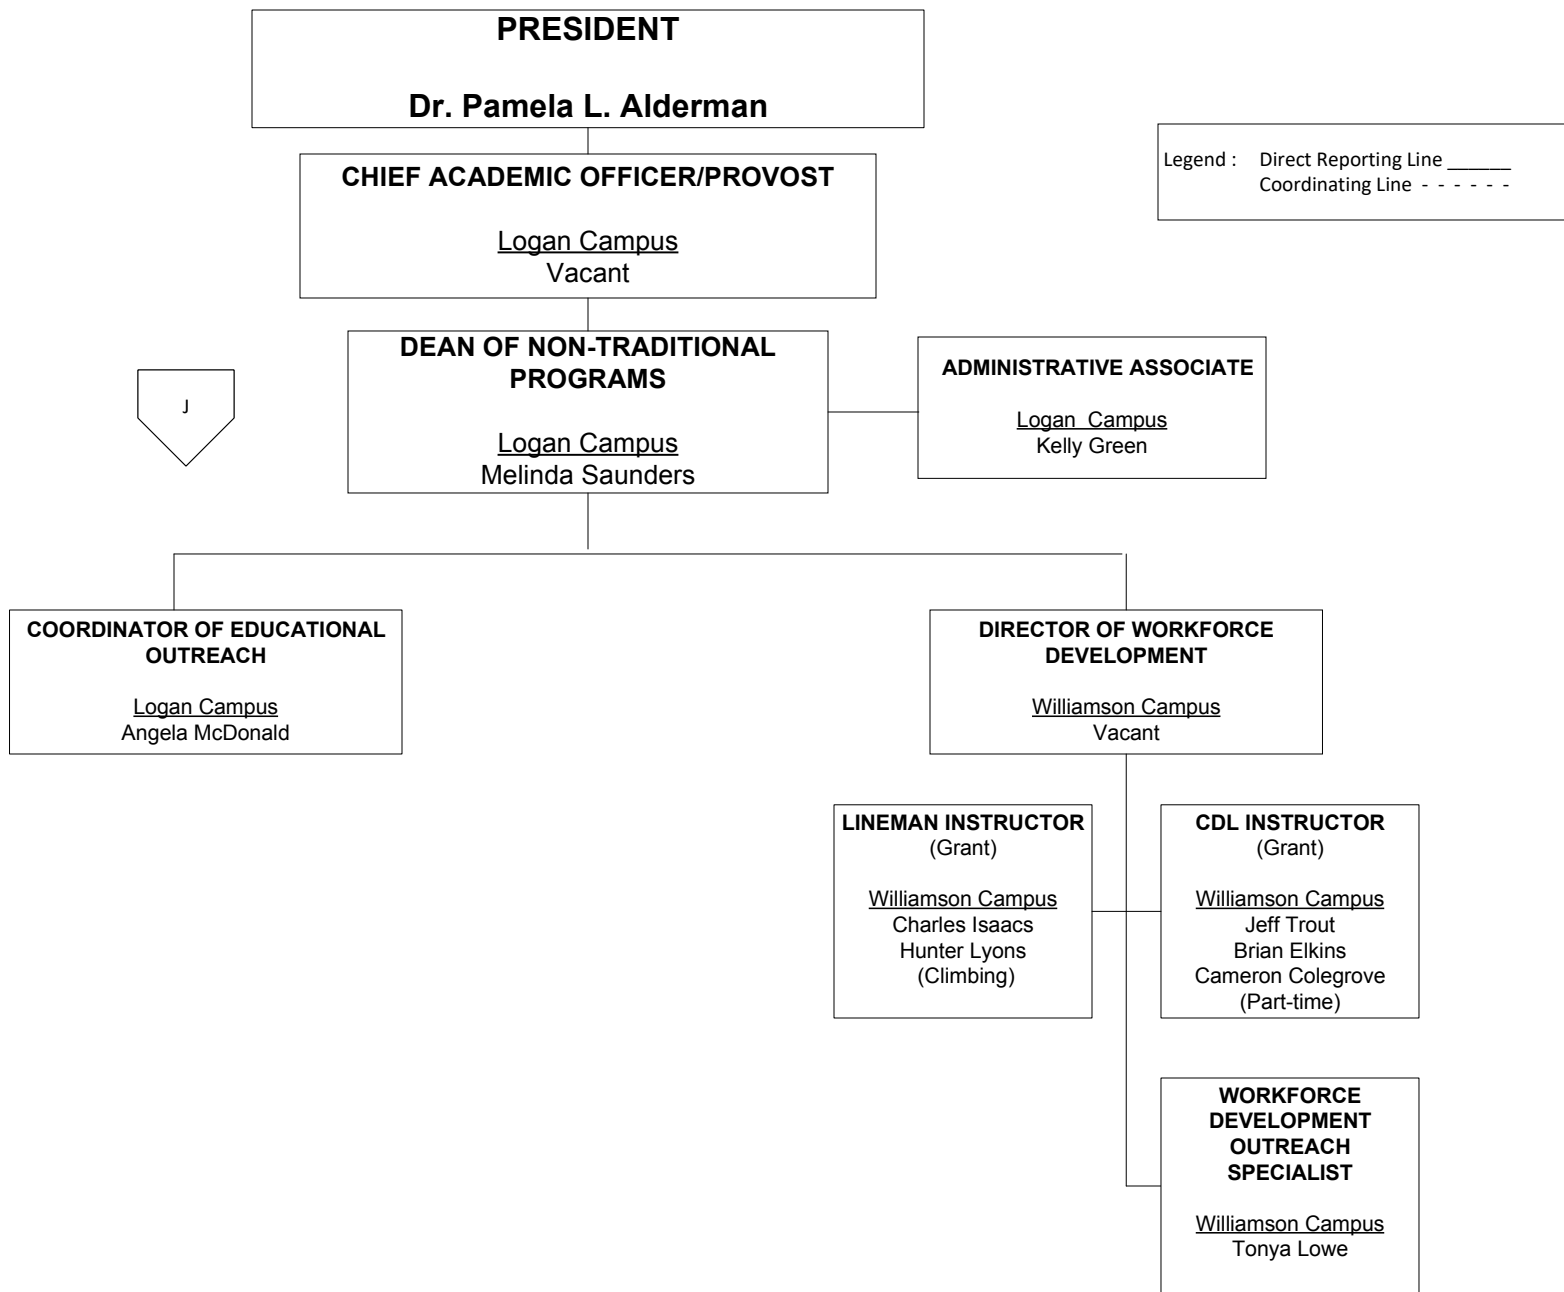 PRESIDENT
Dr. Pamela L. Alderman
Legend : Direct Reporting Line ______
Coordinating Line - - - - - -
CHIEF ACADEMIC OFFICER/PROVOST
Logan Campus
Vacant
DEAN OF NON-TRADITIONAL
PROGRAMS
Logan Campus
Melinda Saunders
ADMINISTRATIVE ASSOCIATE
Logan Campus
Kelly Green
J
COORDINATOR OF EDUCATIONAL
OUTREACH
Logan Campus
Angela McDonald
DIRECTOR OF WORKFORCE
DEVELOPMENT
Williamson Campus
Vacant
LINEMAN INSTRUCTOR
(Grant)
Williamson Campus
Charles Isaacs
Hunter Lyons
(Climbing)
CDL INSTRUCTOR
(Grant)
Williamson Campus
Jeff Trout
Brian Elkins
Cameron Colegrove
(Part-time)
WORKFORCE
DEVELOPMENT
OUTREACH
SPECIALIST
Williamson Campus
Tonya Lowe